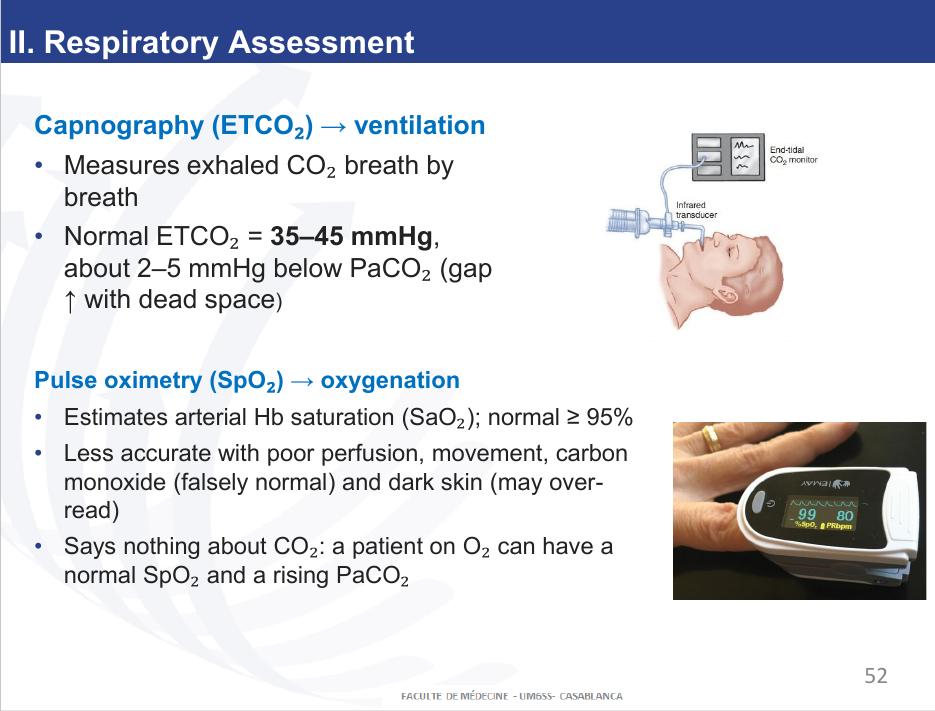 II. Respiratory Assessment
Capnography (ETCO₂) → ventilation
• Measures exhaled CO₂ breath by
breath
• Normal ETCO₂ = 35–45 mmHg,
about 2–5 mmHg below PaCO₂ (gap
↑ with dead space)
End-tidal
CO₂ monitor
Infrared
transducer
Pulse oximetry (SpO₂) → oxygenation
• Estimates arterial Hb saturation (SaO₂); normal ≥ 95%
• Less accurate with poor perfusion, movement, carbon
monoxide (falsely normal) and dark skin (may over-
read)
• Says nothing about CO₂: a patient on O₂ can have a
normal SpO₂ and a rising PaCO₂
EMAY
99 80
%SpO₂ PRbpm
52
FACULTE DE MÉDECINE - UM6SS- CASABLANCA